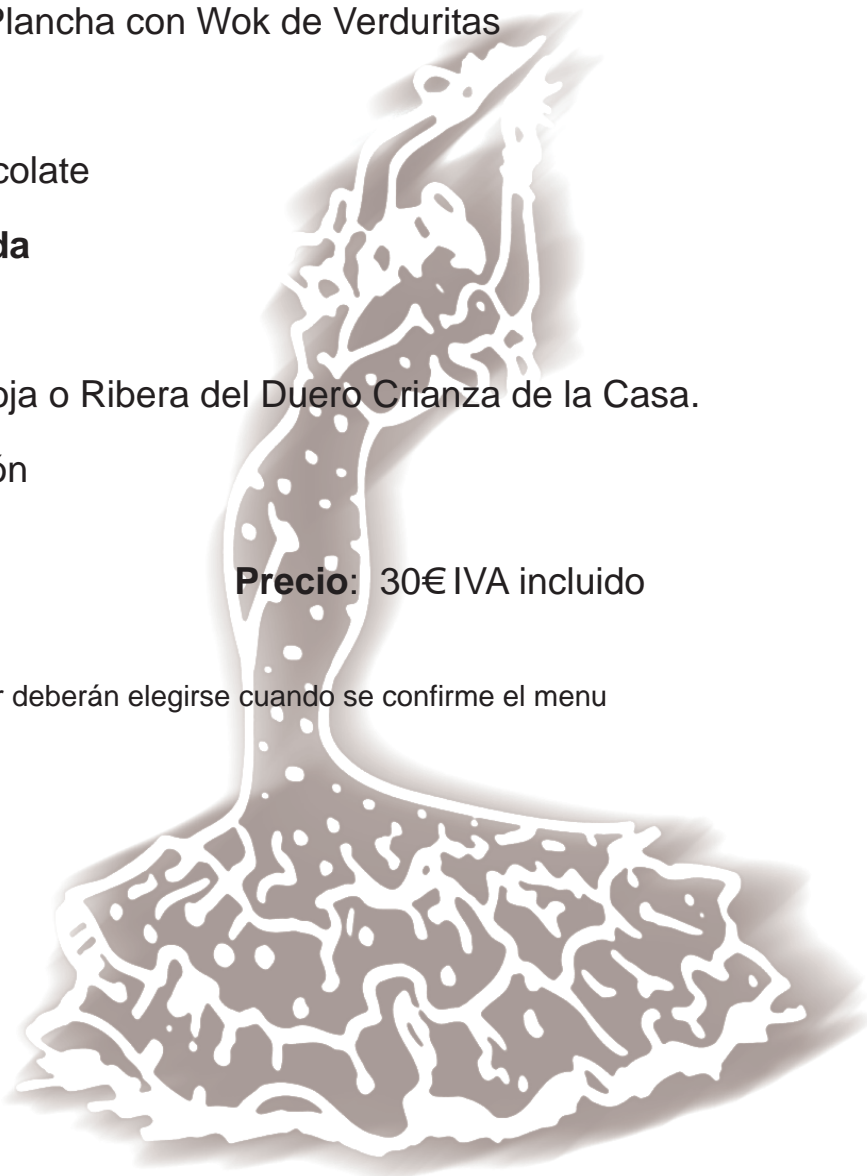 Plancha con Wok de Verduritas
colate
da
oja o Ribera del Duero Crianza de la Casa.
ón
Precio: 30€ IVA incluido
r deberán elegirse cuando se confirme el menu